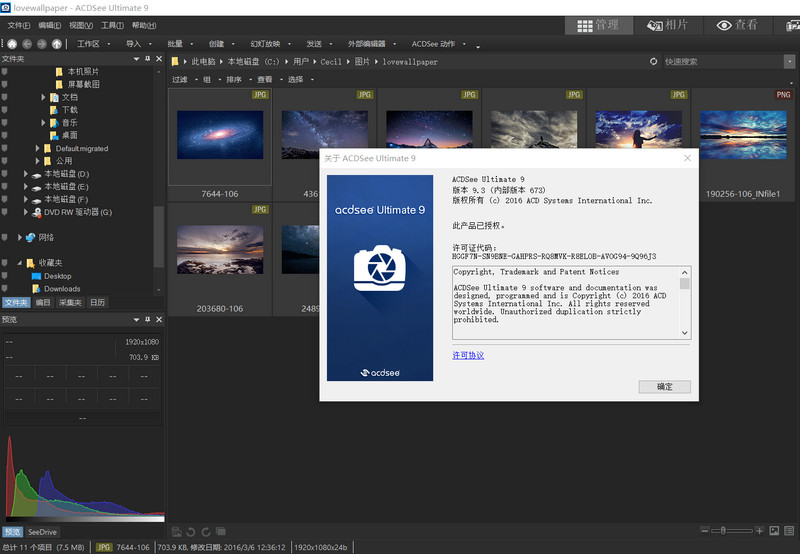 lovewallpaper - ACDSee Ultimate 9
文件(F) 编辑(E) 视图(V) 工具(T) 帮助(H)
管理 相片 查看
工作区 导入 批量 创建 幻灯放映 发送 外部编辑器 ACDSee 动作
文件夹
此电脑 本地磁盘 (C:) 用户 Cecil 图片 lovewallpaper
快速搜索
过滤 组 排序 查看 选择
本机照片
屏幕截图
文档
下载
音乐
桌面
Defaultmigrated
公用
本地磁盘 (D:)
本地磁盘 (E:)
本地磁盘 (F:)
DVD RW 驱动器 (G:)
网络
收藏夹
Desktop
Downloads
文件夹 编目 采集夹 日历
JPG JPG JPG JPG JPG PNG
7644-106
436
190256-106_INfile1
JPG
203680-106
2489
关于 ACDSee Ultimate 9
acdsee Ultimate 9
acdsee
ACDSee Ultimate 9
版本 9.3 (内部版本 673)
版权所有 (c) 2016 ACD Systems International Inc.
此产品已授权。
许可证代码:
HGGF7N-SN9BNE-GAHPRS-RQ8MVK-R8ELOB-AVOG94-9Q96J3
Copyright, Trademark and Patent Notices
ACDSee Ultimate 9 software and documentation was
designed, programmed and is Copyright (c) 2016 ACD
Systems International Inc. All rights reserved
worldwide. Unauthorized duplication strictly
prohibited.
许可协议
确定
预览
-- 1920x1080
-- 703.9 KB
-- -- -- -- --
-- -- -- -- --
--
预览 SeeDrive
总计 11 个项目 (7.5 MB) JPG 7644-106 703.9 KB, 修改日期: 2016/3/6 12:36:12 1920x1080x24b